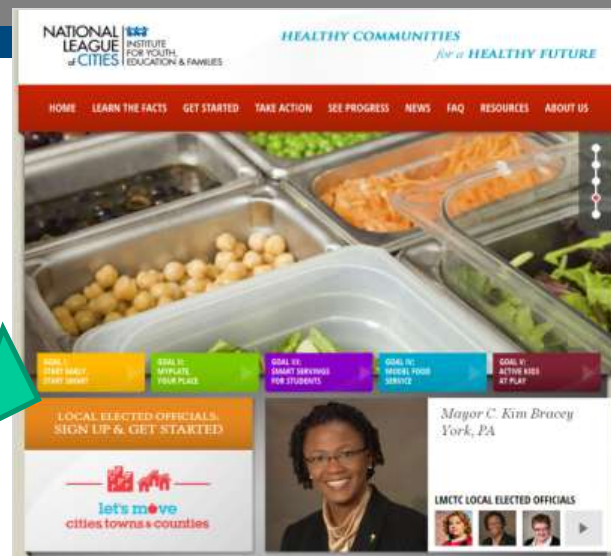 NATIONAL
LEAGUE
of CITIES
INSTITUTE
FOR YOUTH,
EDUCATION & FAMILIES
HEALTHY COMMUNITIES
for a HEALTHY FUTURE
HOME LEARN THE FACTS GET STARTED TAKE ACTION SEE PROGRESS NEWS FAQ RESOURCES ABOUT US
GOAL I:
START EARLY,
START SMART
GOAL II:
MYPLATE,
YOUR PLACE
GOAL III:
SMART SERVINGS
FOR STUDENTS
GOAL IV:
MODEL FOOD
SERVICE
GOAL V:
ACTIVE KIDS
AT PLAY
LOCAL ELECTED OFFICIALS:
SIGN UP & GET STARTED
let's move
cities towns & counties
Mayor C. Kim Bracey
York, PA
LMCTC LOCAL ELECTED OFFICIALS